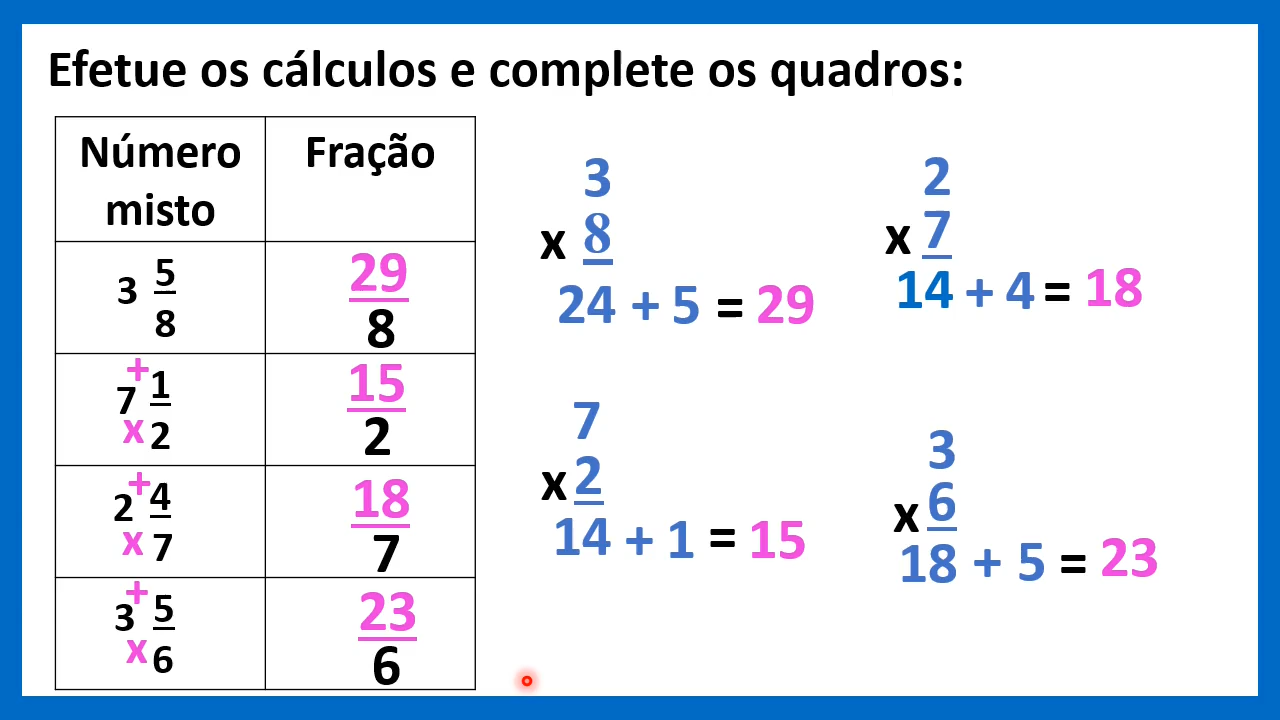 Efetue os cálculos e complete os quadros:
Número misto
Fração
3 5/8
29/8
7 + x 1/2
15/2
2 + x 4/7
18/7
3 + x 5/6
23/6
3
x 8
24 + 5 = 29
2
x 7
14 + 4 = 18
7
x 2
14 + 1 = 15
3
x 6
18 + 5 = 23